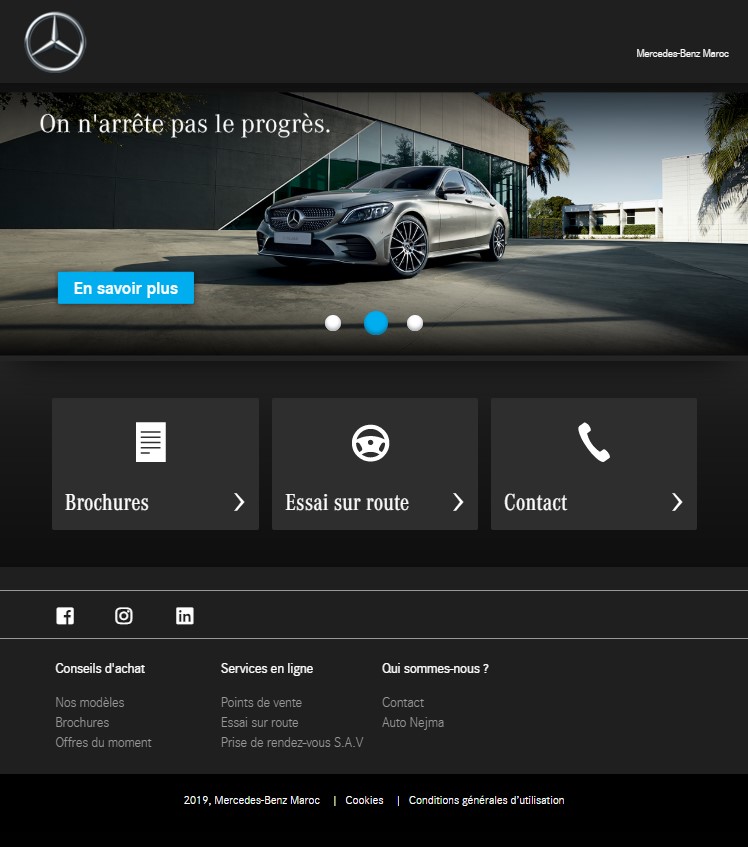 Mercedes-Benz Maroc
On n'arrête pas le progrès.
En savoir plus
Brochures
Essai sur route
Contact
Conseils d'achat
Nos modèles
Brochures
Offres du moment
Services en ligne
Points de vente
Essai sur route
Prise de rendez-vous S.A.V
Qui sommes-nous ?
Contact
Auto Nejma
2019, Mercedes-Benz Maroc | Cookies | Conditions générales d'utilisation